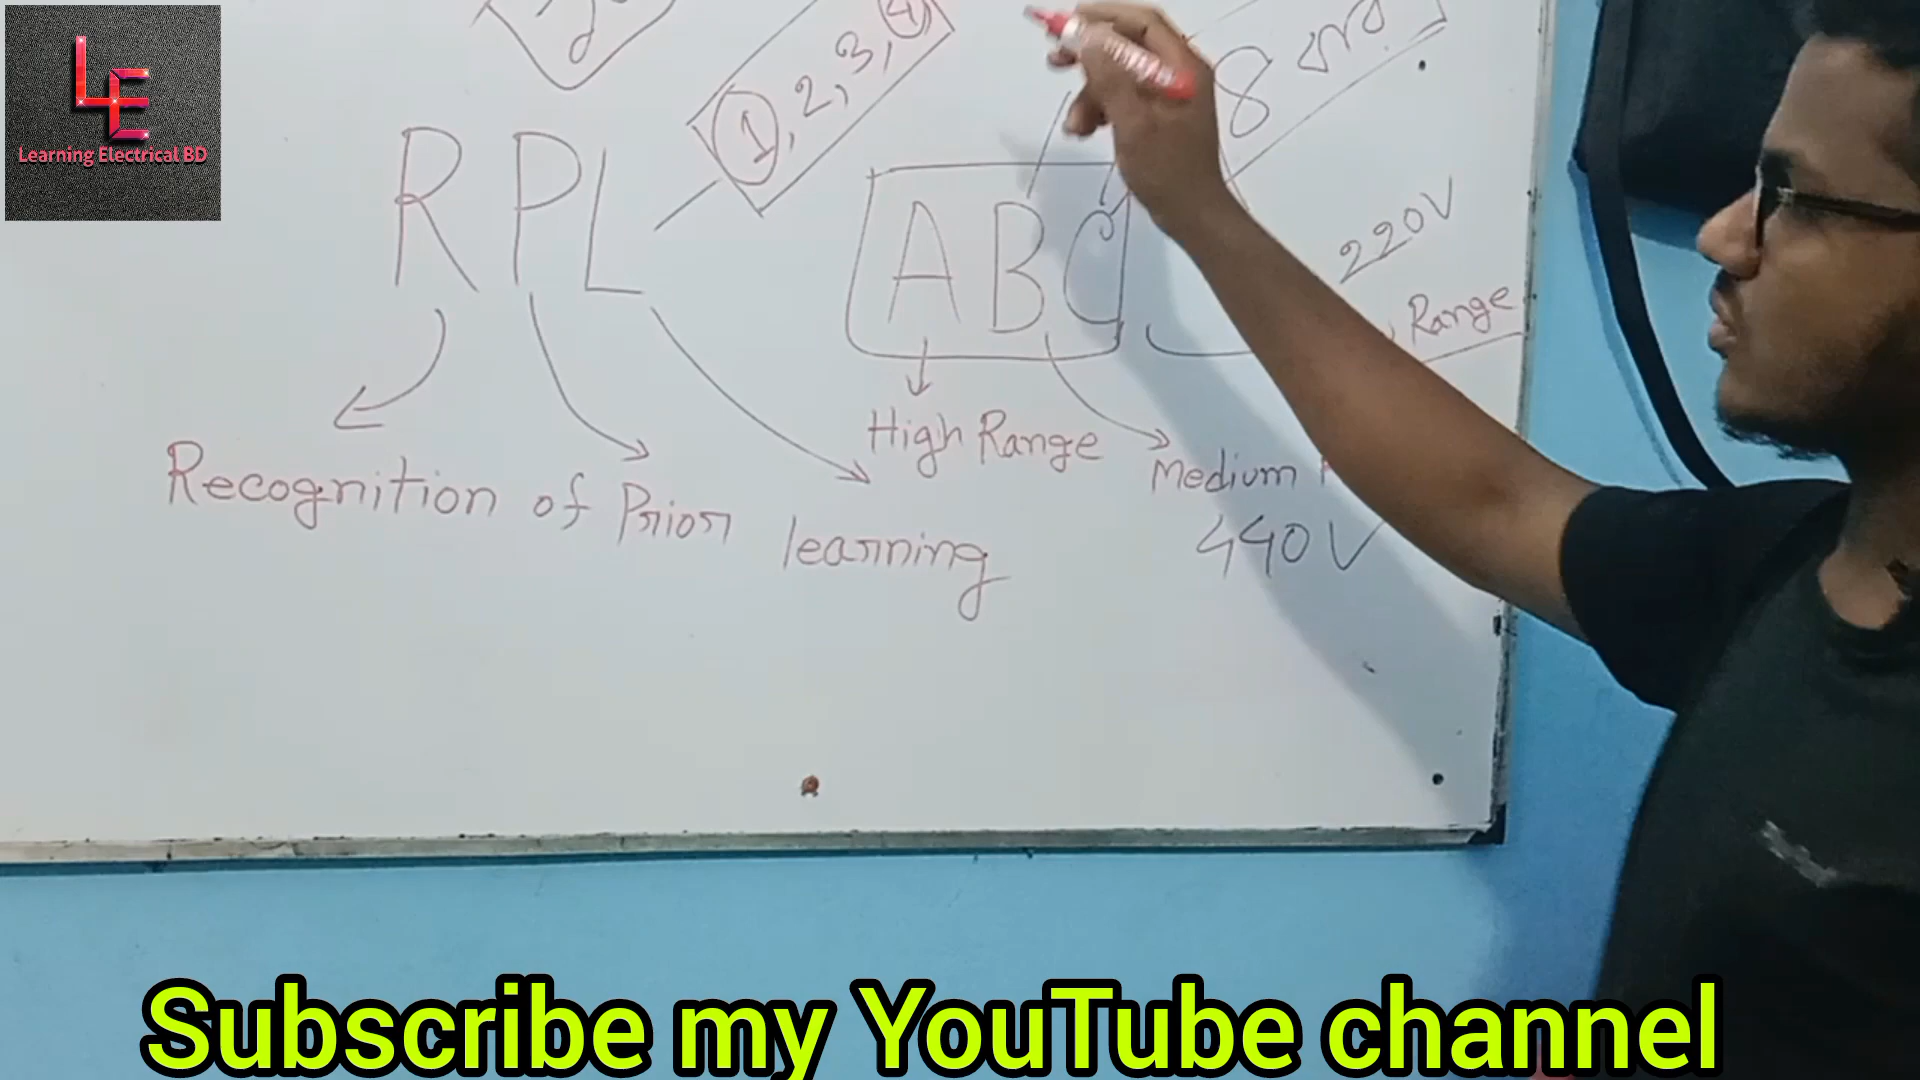 LE
Learning Electrical BD
1, 2, 3, 4,
RPL
ABC
220V
Range
High Range
Medium
Recognition of Prior learning
440V
Subscribe my YouTube channel